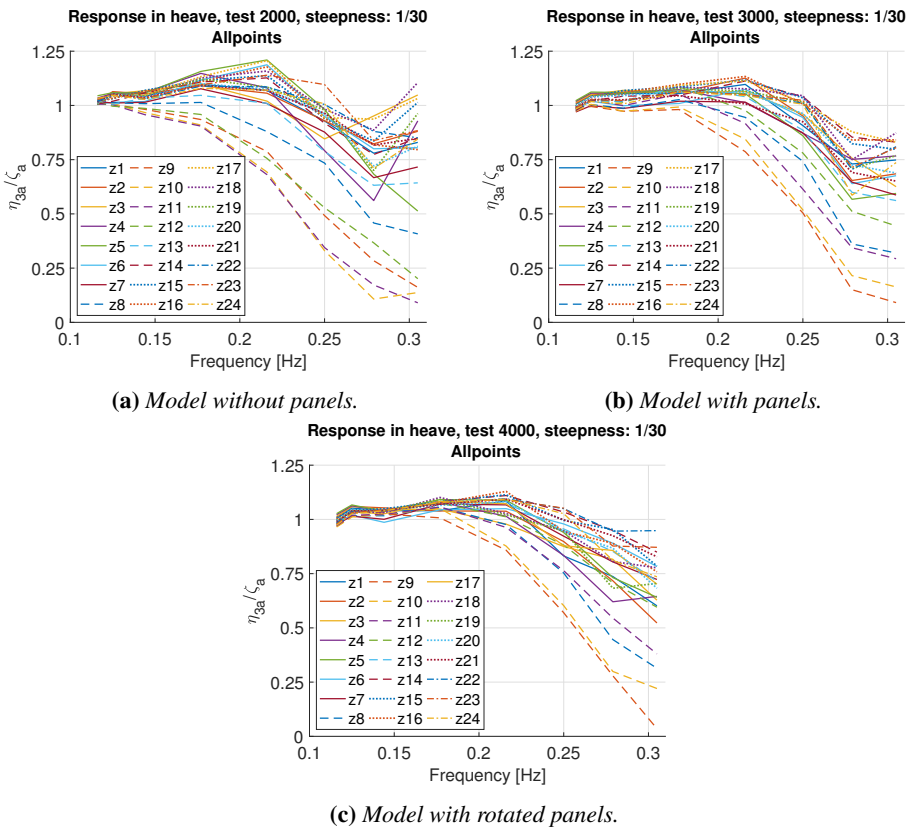 Response in heave, test 2000, steepness: 1/30
Allpoints
1.25
1
0.75
0.5
0.25
0
η3a/ζa
z1 z9 z17
z2 z10 z18
z3 z11 z19
z4 z12 z20
z5 z13 z21
z6 z14 z22
z7 z15 z23
z8 z16 z24
0.1 0.15 0.2 0.25 0.3
Frequency [Hz]
(a) Model without panels.
Response in heave, test 3000, steepness: 1/30
Allpoints
1.25
1
0.75
0.5
0.25
0
η3a/ζa
z1 z9 z17
z2 z10 z18
z3 z11 z19
z4 z12 z20
z5 z13 z21
z6 z14 z22
z7 z15 z23
z8 z16 z24
0.1 0.15 0.2 0.25 0.3
Frequency [Hz]
(b) Model with panels.
Response in heave, test 4000, steepness: 1/30
Allpoints
1.25
1
0.75
0.5
0.25
0
η3a/ζa
z1 z9 z17
z2 z10 z18
z3 z11 z19
z4 z12 z20
z5 z13 z21
z6 z14 z22
z7 z15 z23
z8 z16 z24
0.1 0.15 0.2 0.25 0.3
Frequency [Hz]
(c) Model with rotated panels.